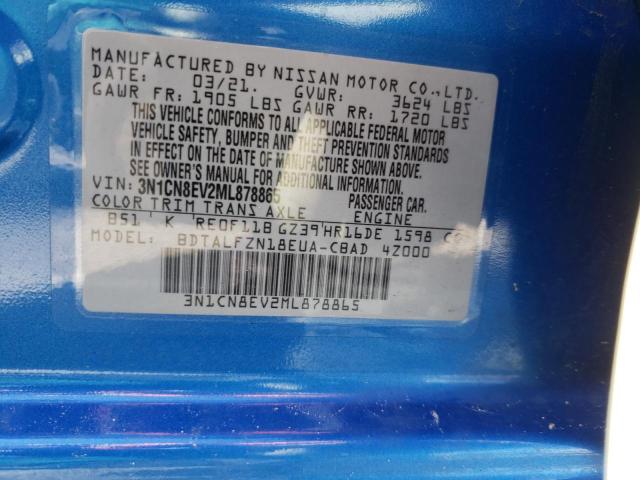 MANUFACTURED BY NISSAN MOTOR CO., LTD.
DATE: 03/21. GVWR: 3624 LBS
GAWR FR: 1905 LBS GAWR RR: 1720 LBS
THIS VEHICLE CONFORMS TO ALL APPLICABLE FEDERAL MOTOR
VEHICLE SAFETY, BUMPER AND THEFT PREVENTION STANDARDS
IN EFFECT ON THE DATE OF MANUFACTURE SHOWN ABOVE.
SEE OWNER'S MANUAL FOR ADDITIONAL INFORMATION.
VIN: 3N1CN8EV2ML878865 PASSENGER CAR.
COLOR TRIM TRANS AXLE ENGINE
B51 K RE0F11B GZ39 HR16DE 1598 CC
MODEL: BDTALFZN18EUA-CBAD 4Z000
3N1CN8EV2ML878865